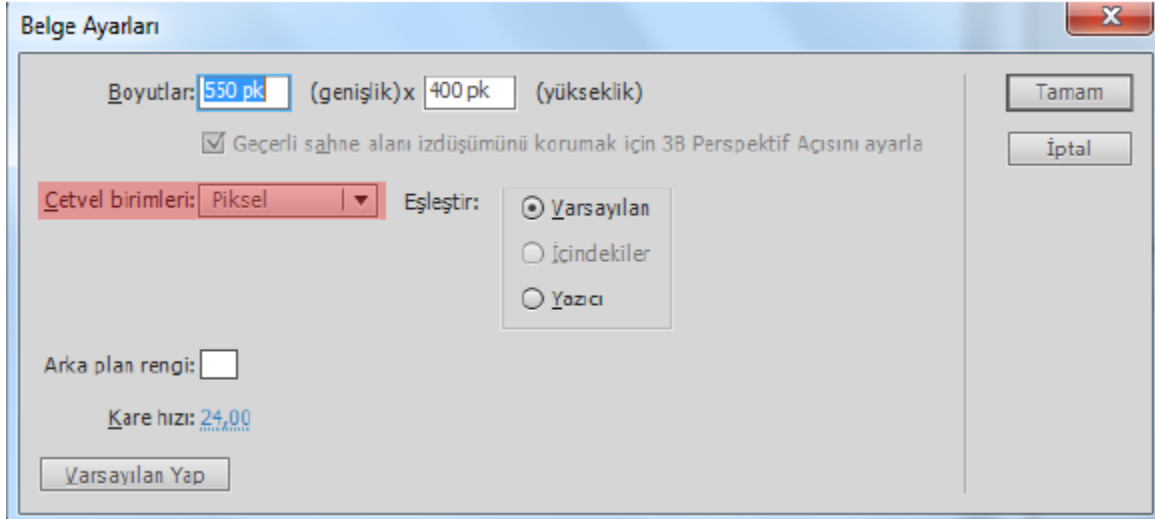 Belge Ayarları
Boyutlar: 550 pk (genişlik) x 400 pk (yükseklik)
Tamam
Geçerli sahne alanı izdüşümünü korumak için 3B Perspektif Açısını ayarla
İptal
Cetvel birimleri: Piksel Eşleştir: Varsayılan
İçindekiler
Yazıcı
Arka plan rengi:
Kare hızı: 24,00
Varsayılan Yap